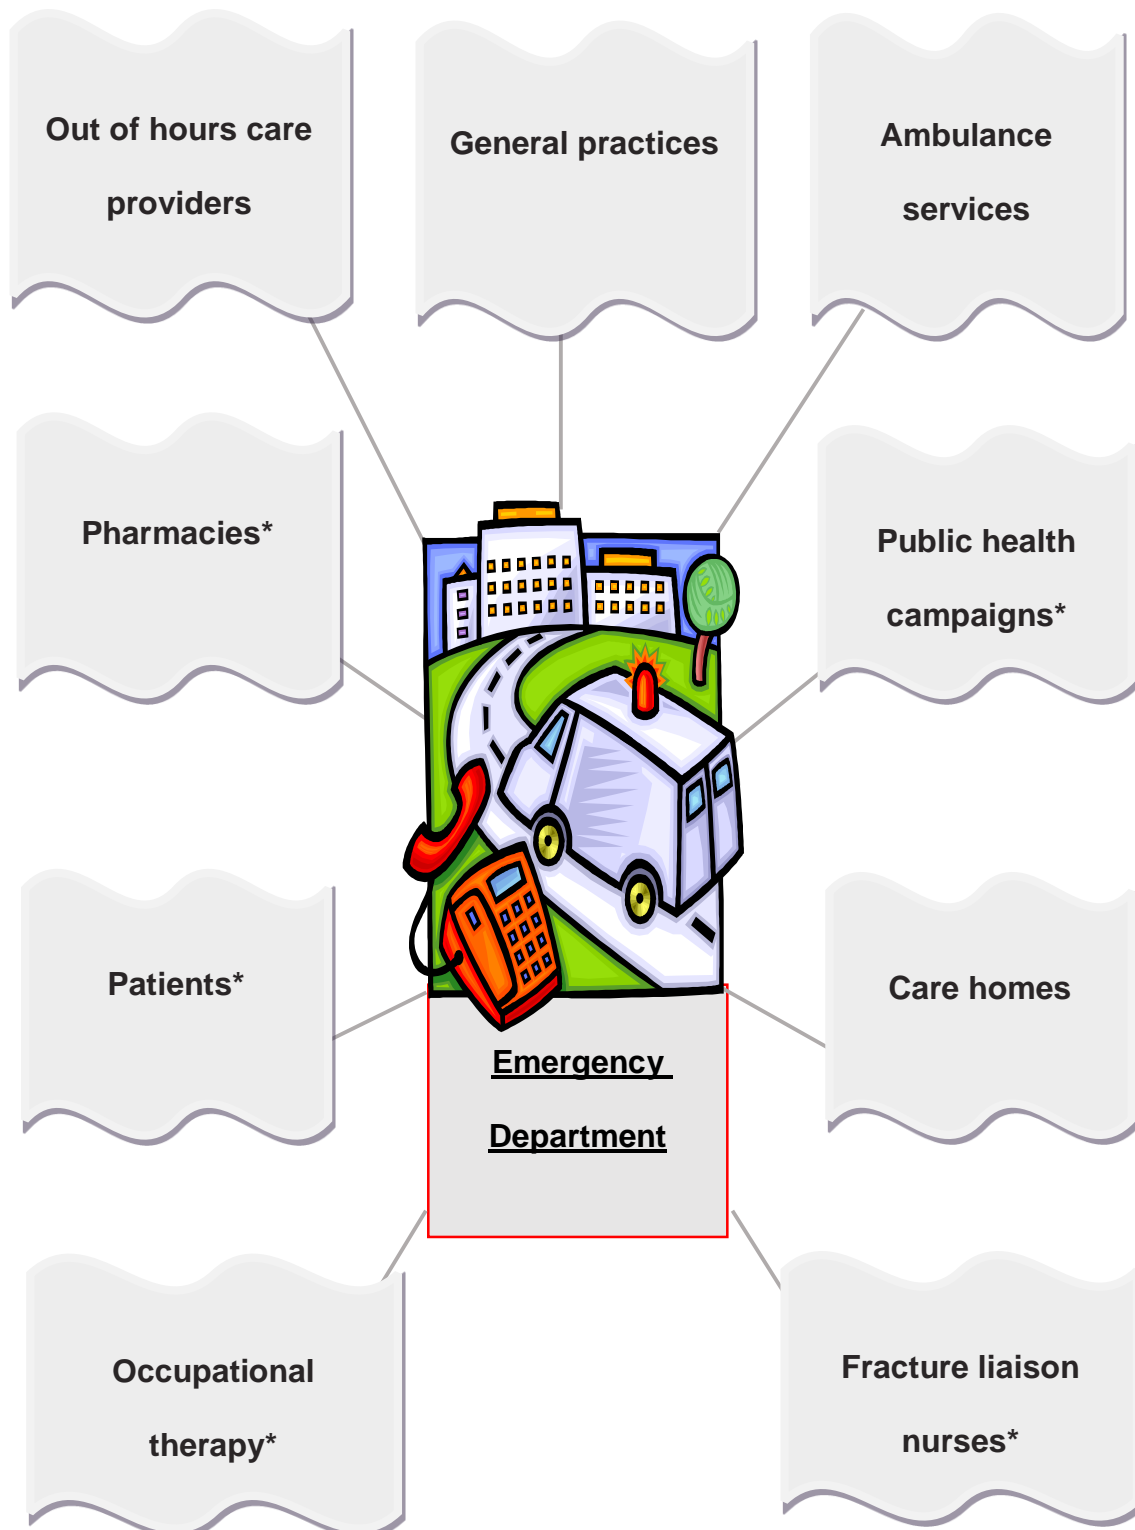 Out of hours care
providers
General practices
Ambulance
services
Pharmacies*
Public health
campaigns*
Patients*
Care homes
Emergency
Department
Occupational
therapy*
Fracture liaison
nurses*